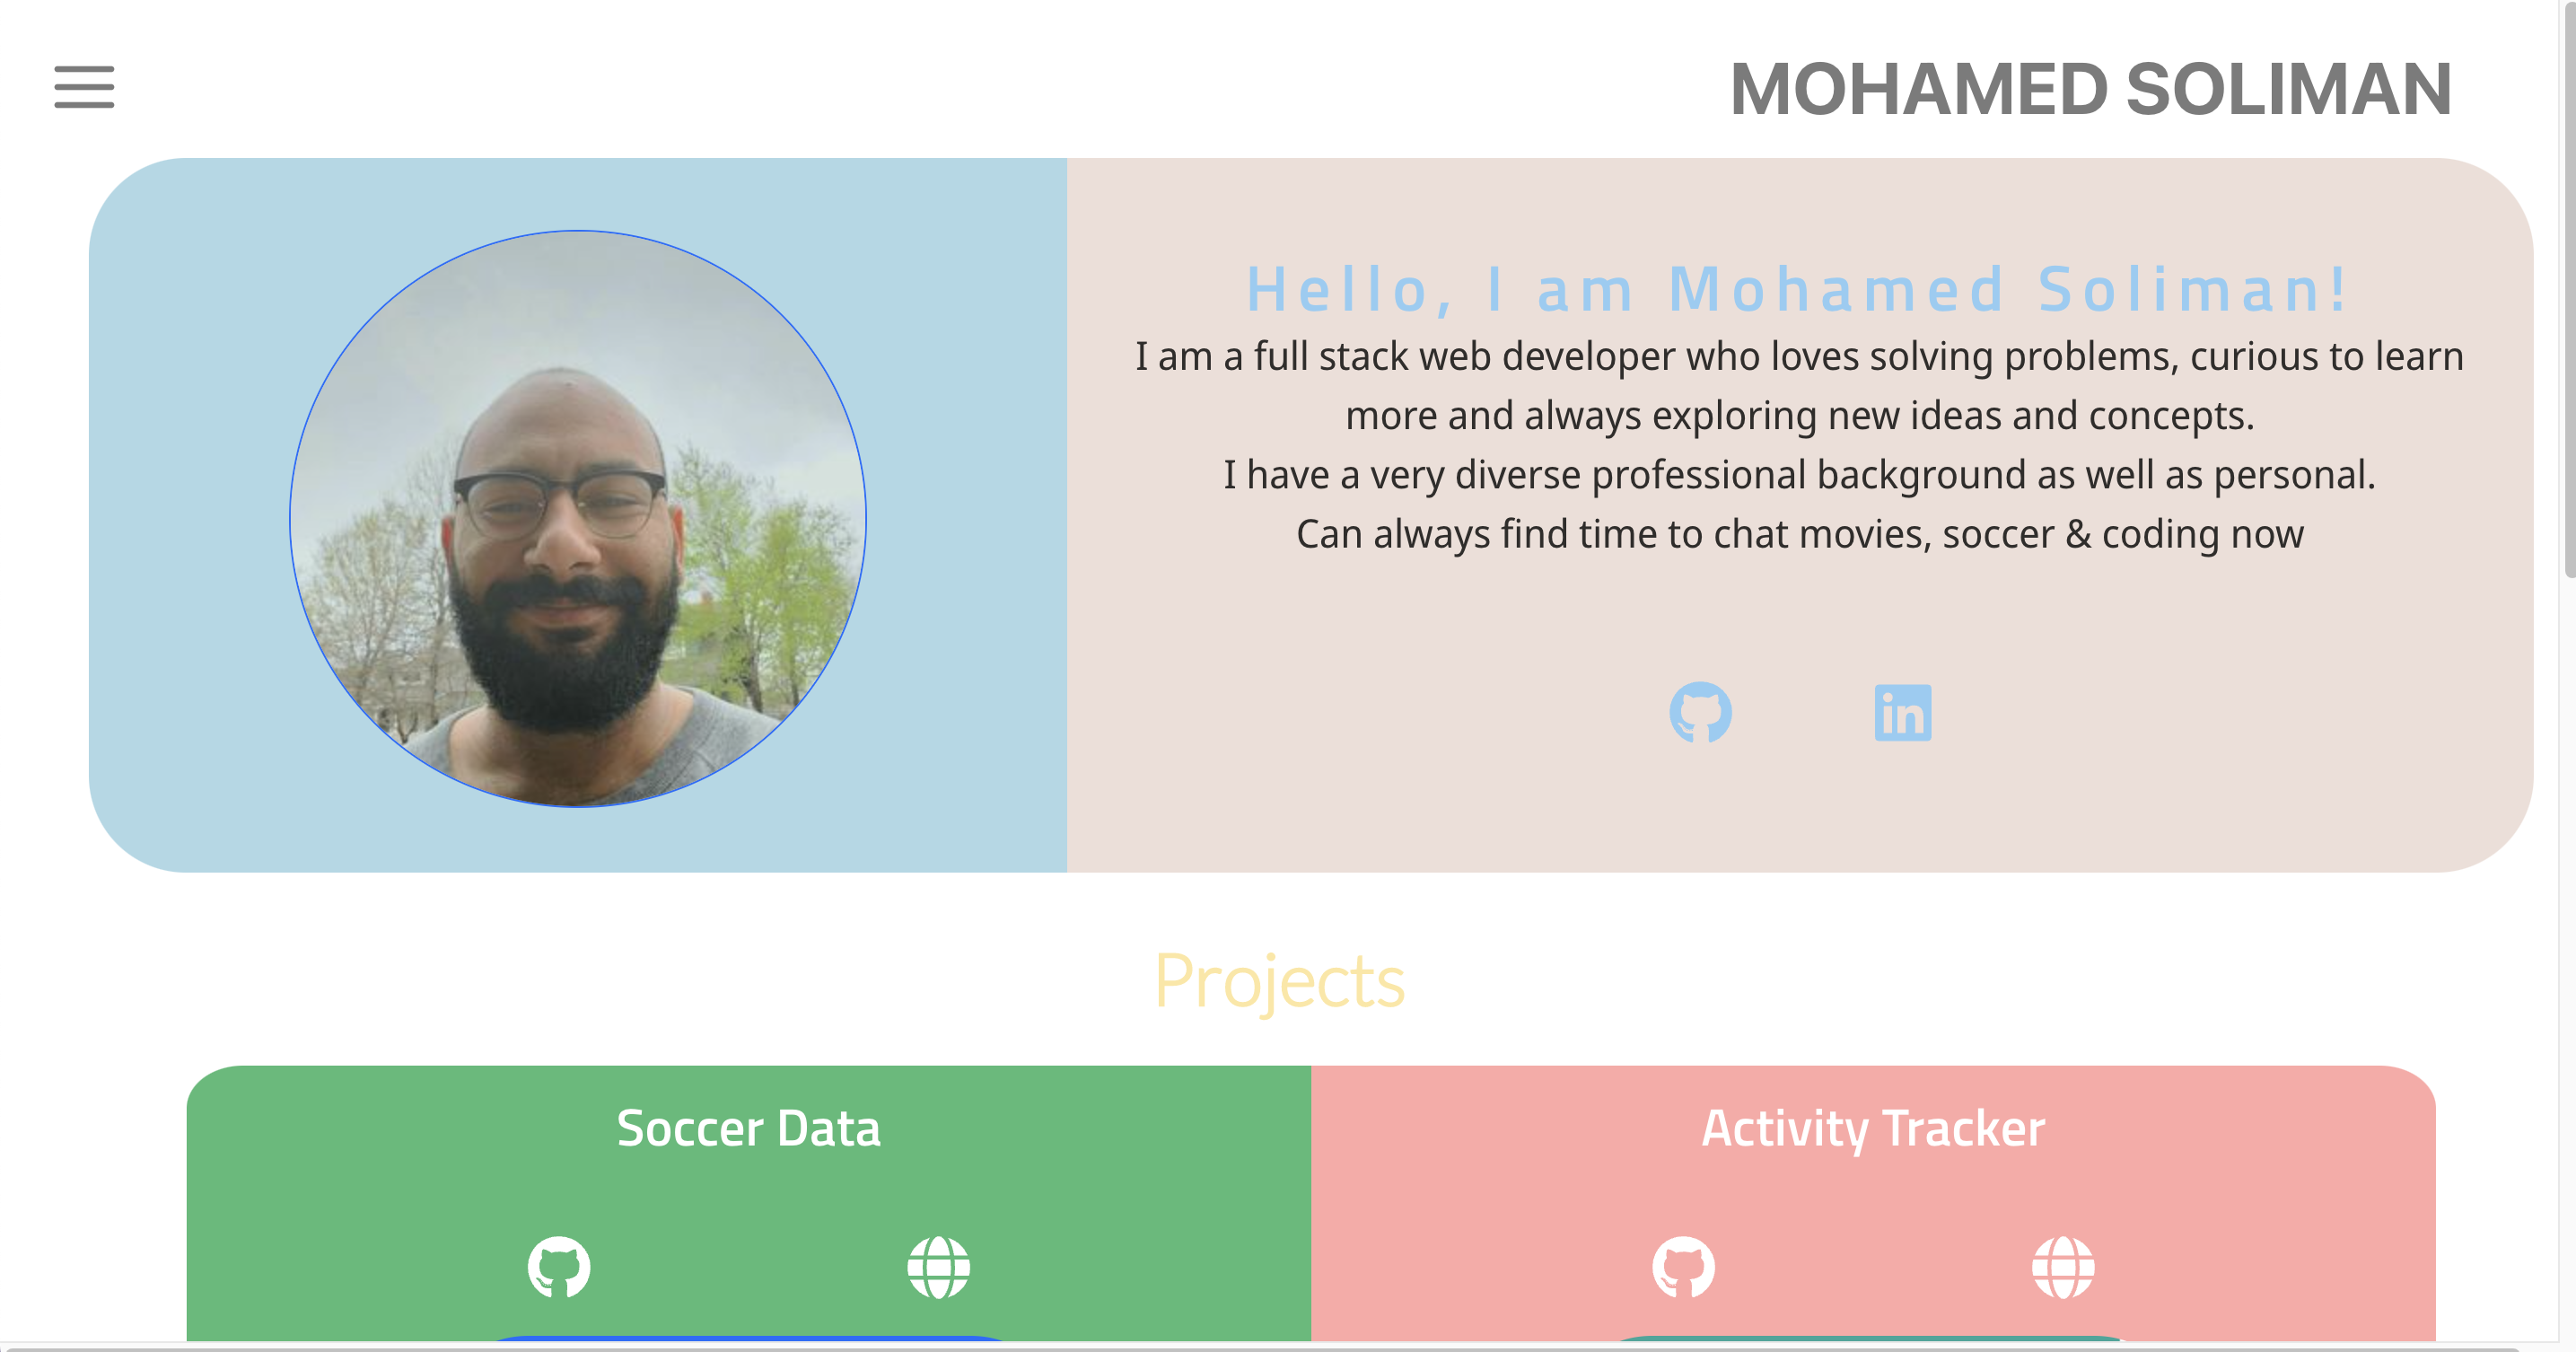 MOHAMED SOLIMAN
Hello, I am Mohamed Soliman!
I am a full stack web developer who loves solving problems, curious to learn
more and always exploring new ideas and concepts.
I have a very diverse professional background as well as personal.
Can always find time to chat movies, soccer & coding now
in
Projects
Soccer Data
Activity Tracker